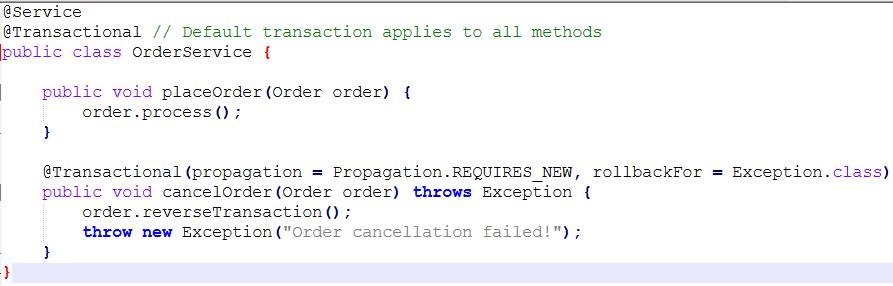 @Service
@Transactional // Default transaction applies to all methods
public class OrderService {
public void placeOrder(Order order) {
order.process();
}
@Transactional(propagation = Propagation.REQUIRES_NEW, rollbackFor = Exception.class)
public void cancelOrder(Order order) throws Exception {
order.reverseTransaction();
throw new Exception("Order cancellation failed!");
}
}